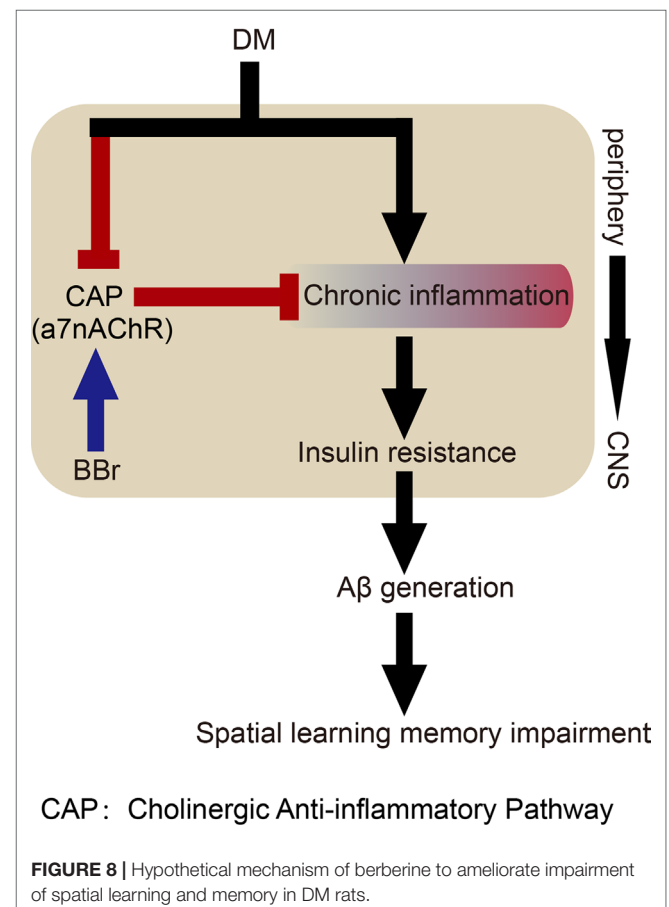 DM
periphery
CAP
(a7nAChR)
Chronic inflammation
BBr
Insulin resistance
CNS
Aβ generation
Spatial learning memory impairment
CAP: Cholinergic Anti-inflammatory Pathway
FIGURE 8 | Hypothetical mechanism of berberine to ameliorate impairment
of spatial learning and memory in DM rats.